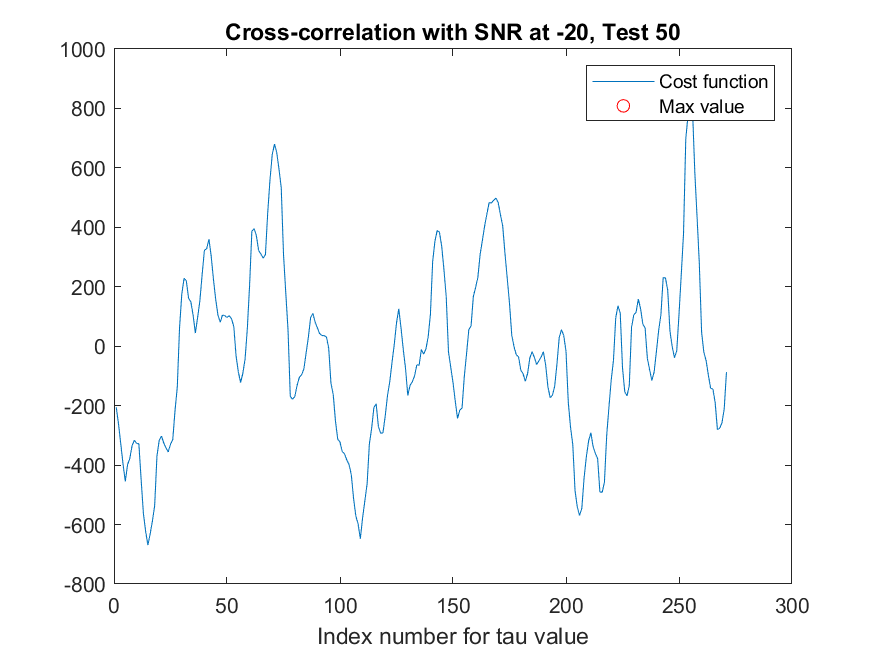 Cross-correlation with SNR at -20, Test 50
1000
800
600
400
200
0
-200
-400
-600
-800
Cost function
Max value
0 50 100 150 200 250 300
Index number for tau value